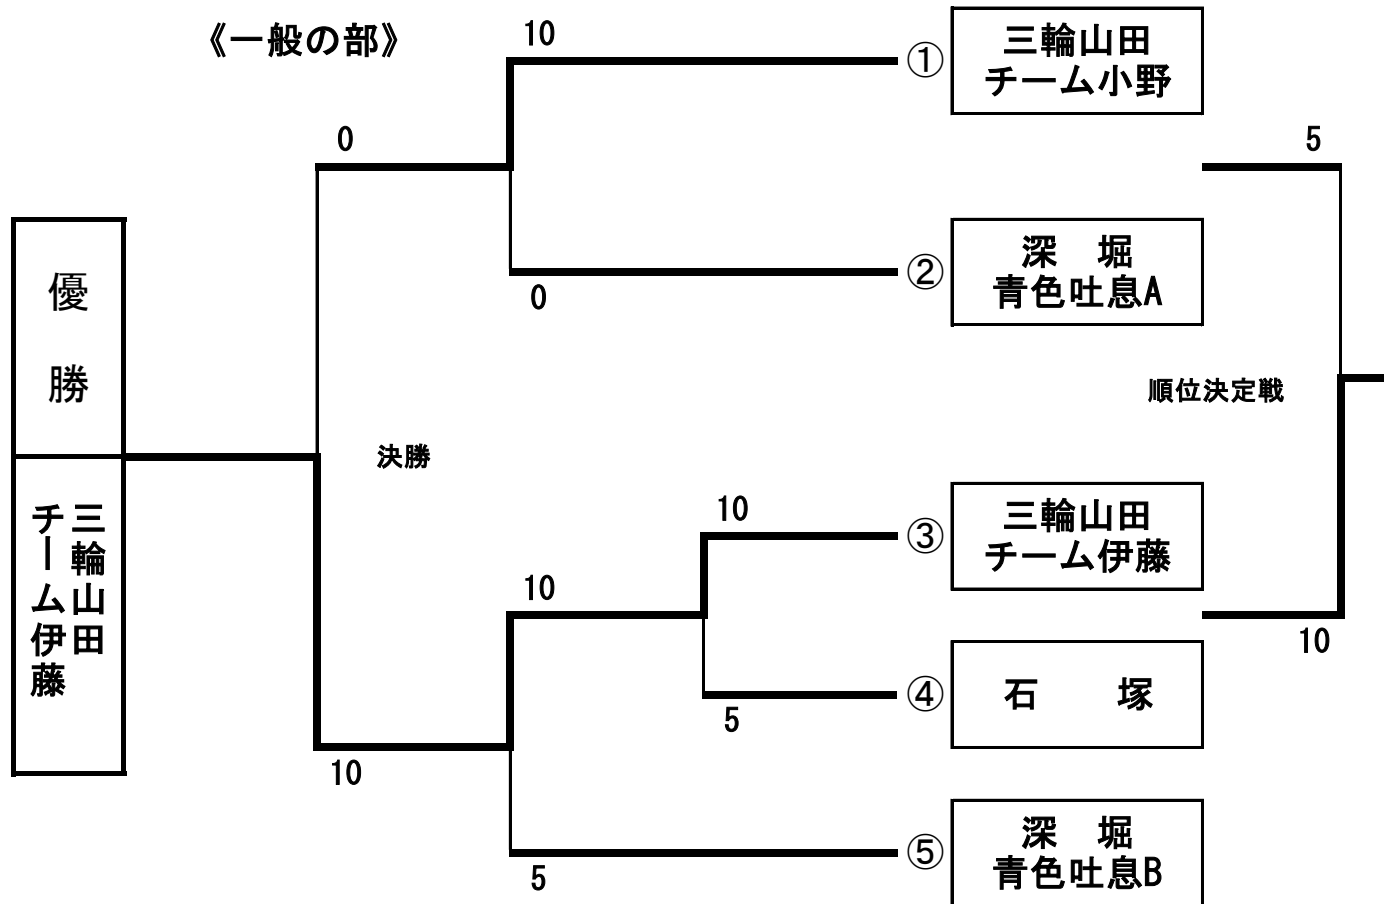 《一般の部》
10
①
三輪山田
チーム小野
0
5
②
深　堀
青色吐息A
0
優勝
順位決定戦
決勝
三輪山田
チーム伊藤
10
③
三輪山田
チーム伊藤
10
10
④
石　　塚
5
10
⑤
深　堀
青色吐息B
5